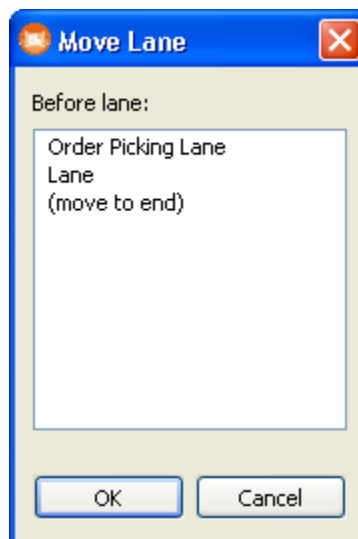 Move Lane
Before lane:
Order Picking Lane
Lane
(move to end)
OK Cancel